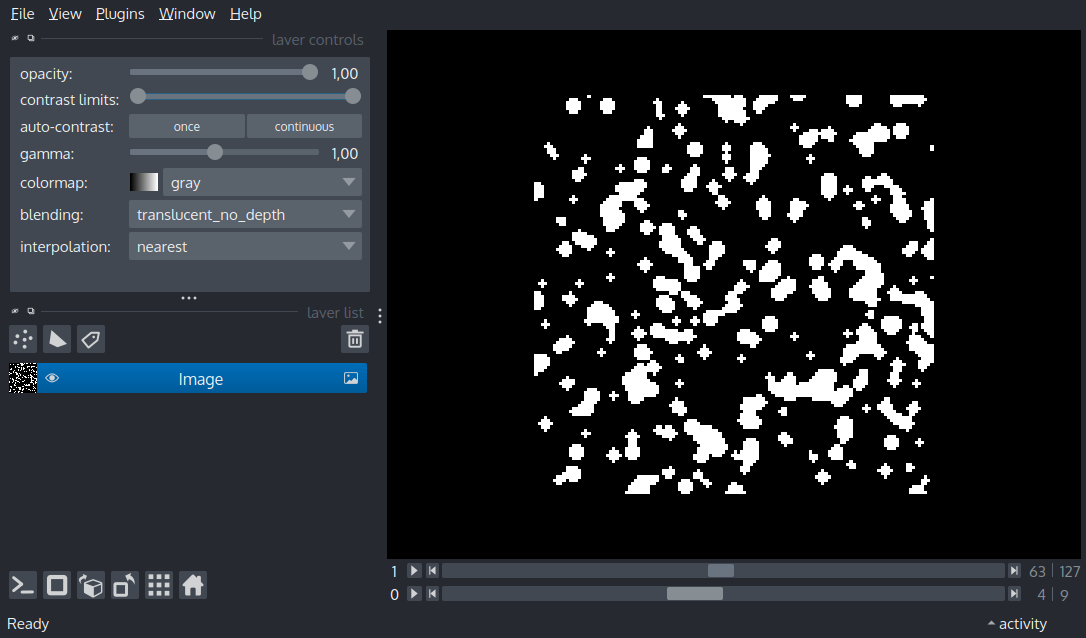 File View Plugins Window Help
layer controls
opacity: 1,00
contrast limits:
auto-contrast: once continuous
gamma: 1,00
colormap: gray
blending: translucent_no_depth
interpolation: nearest
layer list
Image
1 63 | 127
0 4 | 9
Ready activity